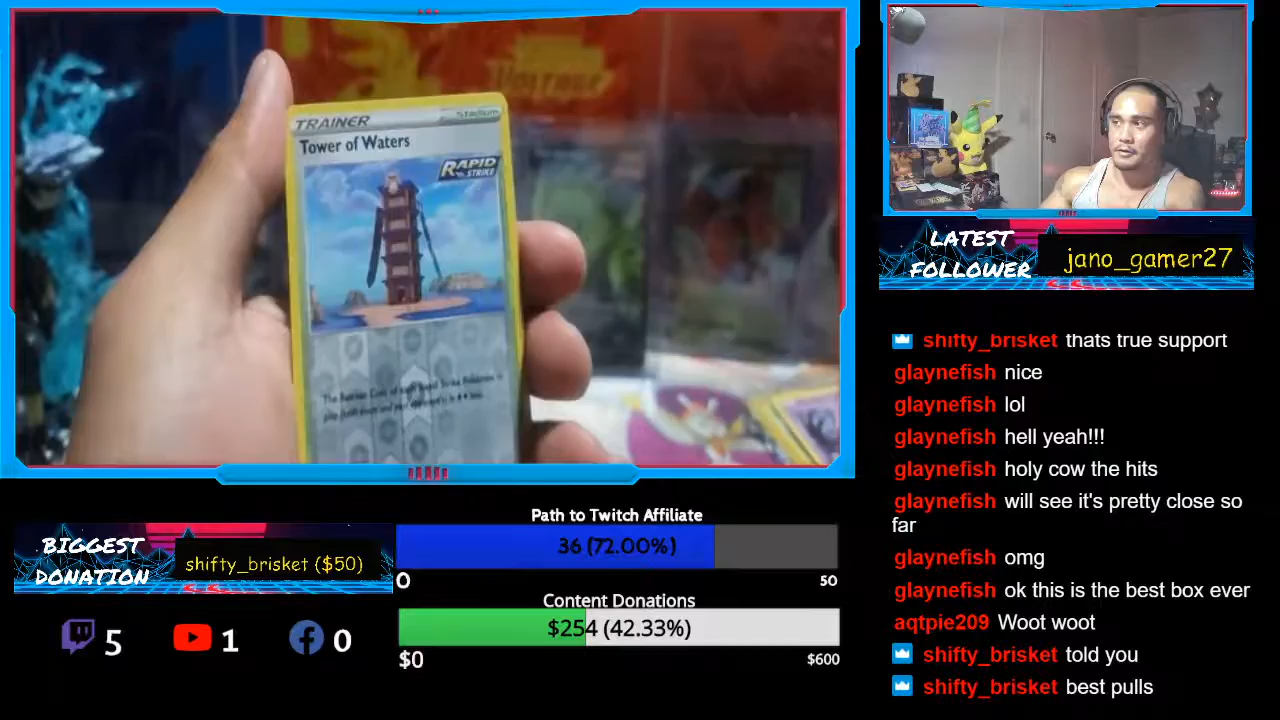 TRAINER
Stadium
Tower of Waters
RAPID
STRIKE
LATEST
FOLLOWER
jano_gamer27
shifty_brisket thats true support
glaynefish nice
glaynefish lol
glaynefish hell yeah!!!
glaynefish holy cow the hits
glaynefish will see it's pretty close so
far
glaynefish omg
glaynefish ok this is the best box ever
aqtpie209 Woot woot
shifty_brisket told you
shifty_brisket best pulls
BIGGEST
DONATION
shifty_brisket ($50)
Path to Twitch Affiliate
36 (72.00%)
0
50
Content Donations
$254 (42.33%)
$0
$600
5
1
0